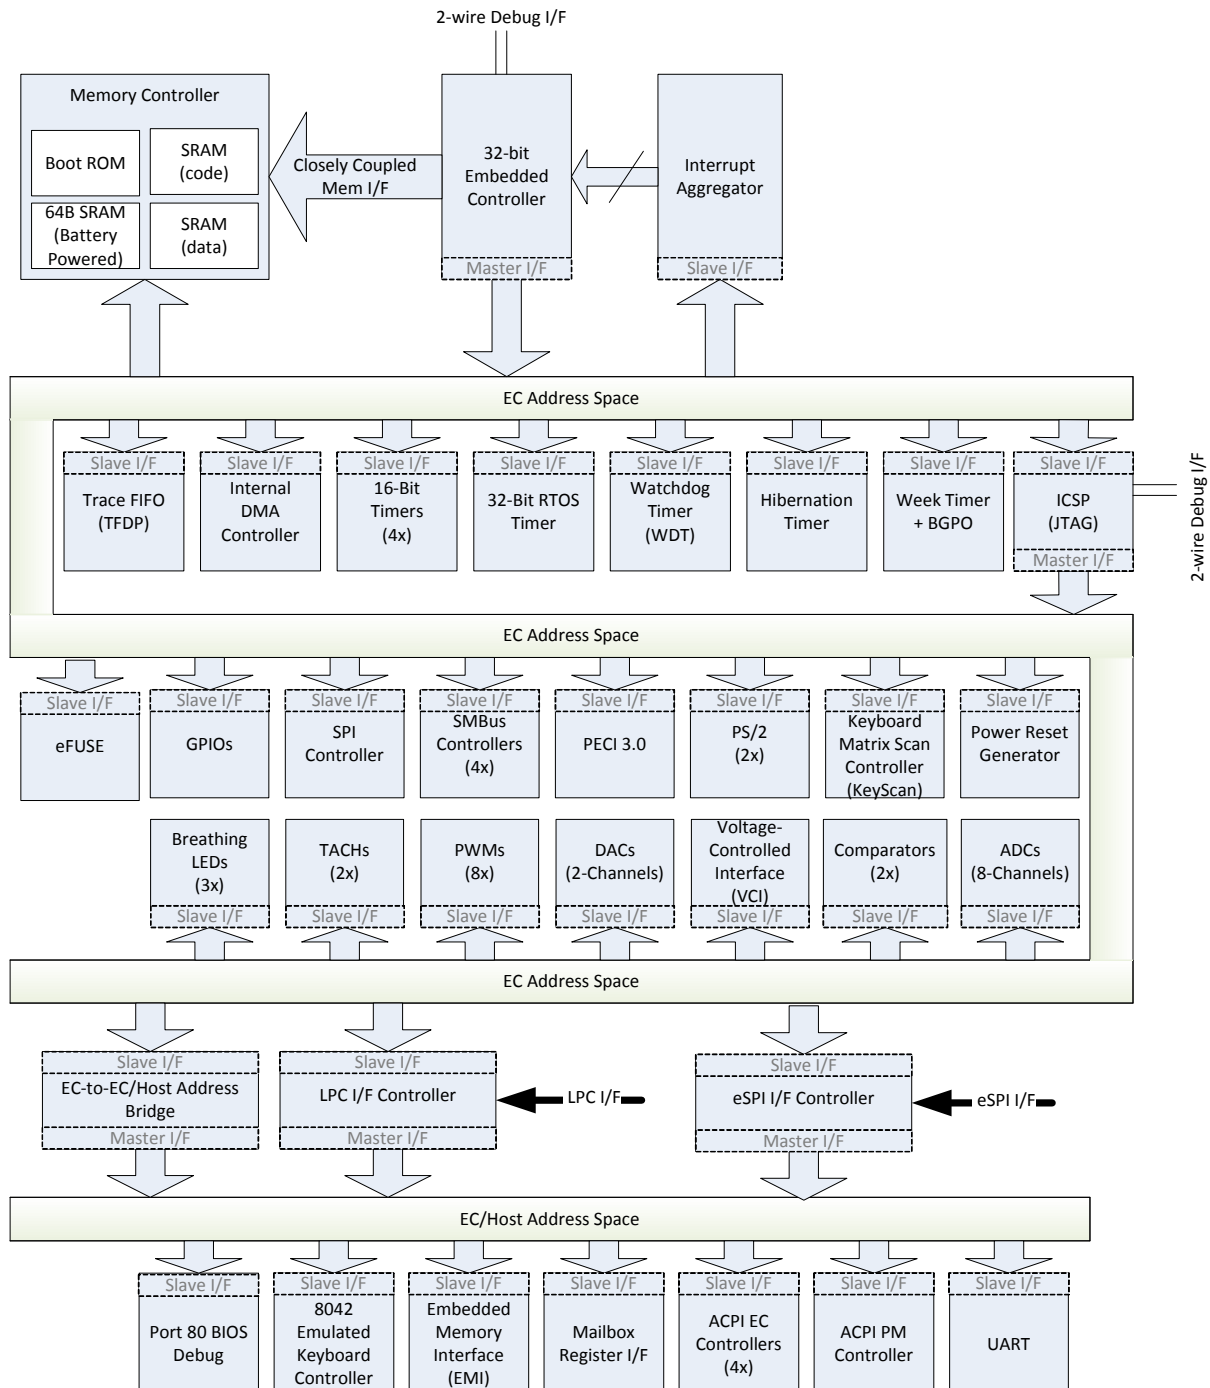 2-wire Debug I/F
Memory Controller
Boot ROM
SRAM
(code)
64B SRAM
(Battery
Powered)
SRAM
(data)
Closely Coupled
Mem I/F
32-bit
Embedded
Controller
Master I/F
Interrupt
Aggregator
Slave I/F
EC Address Space
Slave I/F
Trace FIFO
(TFDP)
Slave I/F
Internal
DMA
Controller
Slave I/F
16-Bit
Timers
(4x)
Slave I/F
32-Bit RTOS
Timer
Slave I/F
Watchdog
Timer
(WDT)
Slave I/F
Hibernation
Timer
Slave I/F
Week Timer
+ BGPO
Slave I/F
ICSP
(JTAG)
Master I/F
2-wire Debug I/F
EC Address Space
Slave I/F
eFUSE
Slave I/F
GPIOs
Slave I/F
SPI
Controller
Slave I/F
SMBus
Controllers
(4x)
Slave I/F
PECI 3.0
Slave I/F
PS/2
(2x)
Slave I/F
Keyboard
Matrix Scan
Controller
(KeyScan)
Slave I/F
Power Reset
Generator
Breathing
LEDs
(3x)
Slave I/F
TACHs
(2x)
Slave I/F
PWMs
(8x)
Slave I/F
DACs
(2-Channels)
Slave I/F
Voltage-
Controlled
Interface
(VCI)
Slave I/F
Comparators
(2x)
Slave I/F
ADCs
(8-Channels)
Slave I/F
EC Address Space
Slave I/F
EC-to-EC/Host Address
Bridge
Master I/F
Slave I/F
LPC I/F Controller
Master I/F
LPC I/F
Slave I/F
eSPI I/F Controller
Master I/F
eSPI I/F
EC/Host Address Space
Slave I/F
Port 80 BIOS
Debug
Slave I/F
8042
Emulated
Keyboard
Controller
Slave I/F
Embedded
Memory
Interface
(EMI)
Slave I/F
Mailbox
Register I/F
Slave I/F
ACPI EC
Controllers
(4x)
Slave I/F
ACPI PM
Controller
Slave I/F
UART